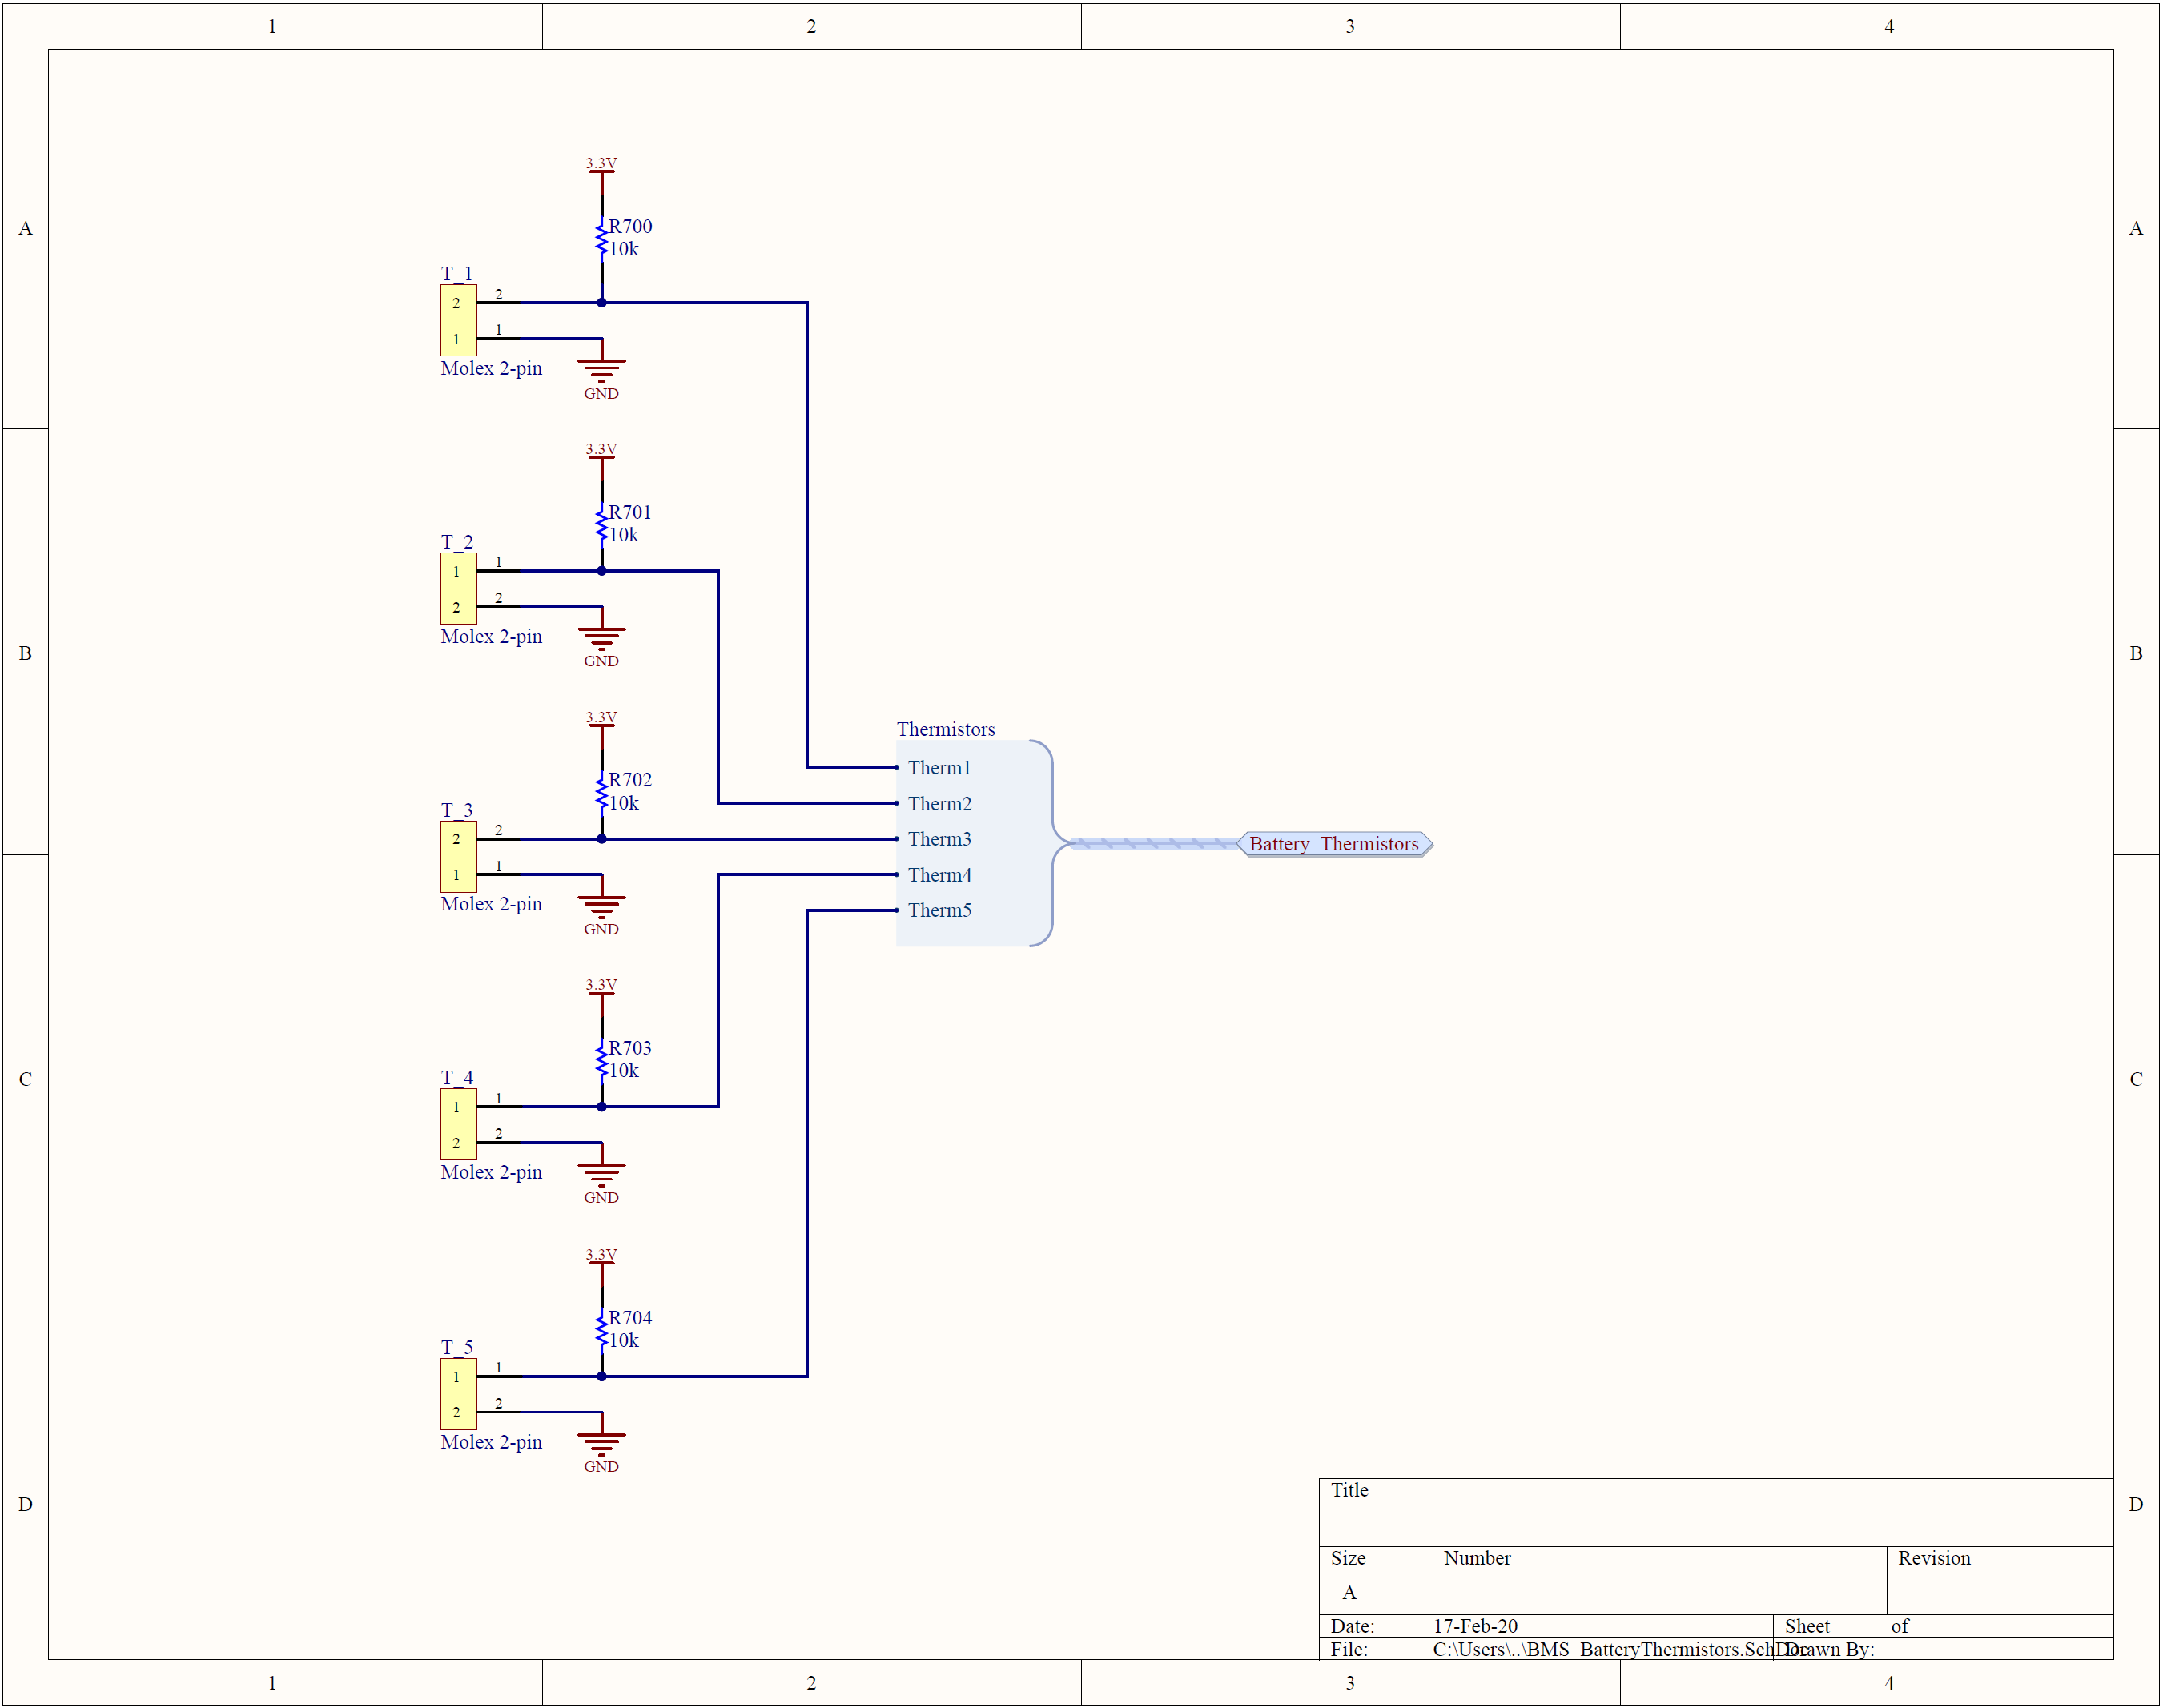 1 2 3 4
A A
3.3V
R700
10k
T_1
2 2
1 1
Molex 2-pin
GND
3.3V
B B
R701
10k
T_2
1 1
2 2
Molex 2-pin
GND
3.3V
R702
10k
T_3
2 2
1 1
Molex 2-pin
GND
Thermistors
Therm1
Therm2
Therm3
Therm4
Therm5
Battery_Thermistors
3.3V
C C
R703
10k
T_4
1 1
2 2
Molex 2-pin
GND
3.3V
R704
10k
T_5
1 1
2 2
Molex 2-pin
GND
D D
Title
Size Number Revision
A
Date: 17-Feb-20 Sheet of
File: C:\Users\..\BMS_BatteryThermistors.SchDoc Drawn By:
1 2 3 4